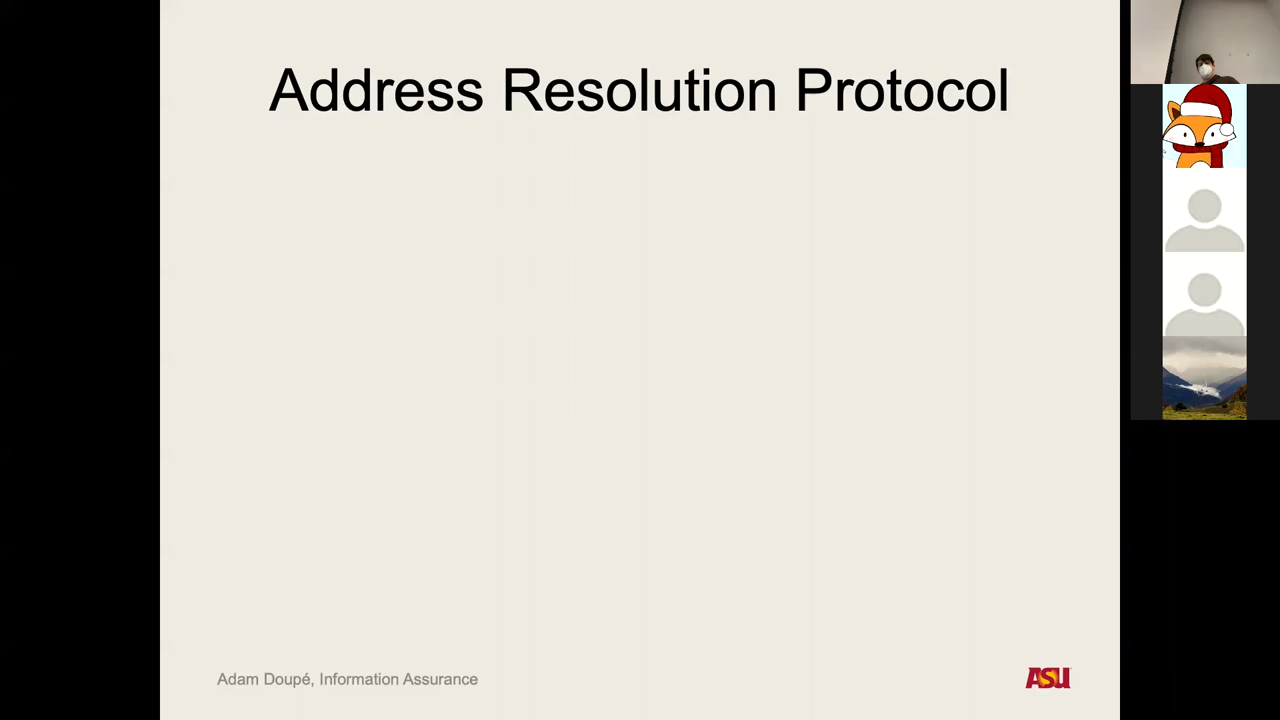 Address Resolution Protocol
Adam Doupé, Information Assurance
ASU